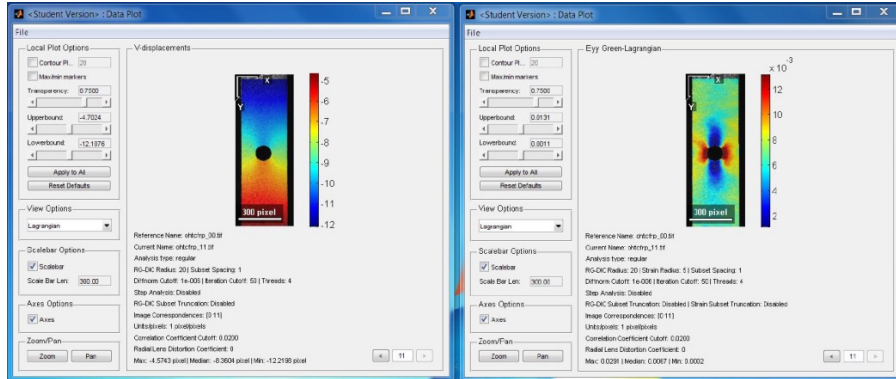 <Student Version> : Data Plot
File
Local Plot Options
Contour Pl... 20
Max/min markers
Transparency: 0.7500
Upperbound: -4.7024
Lowerbound: -12.1076
Apply to All
Reset Defaults
View Options
Lagrangian
Scalebar Options
Scalebar
Scale Bar Len: 300.00
Axes Options
Axes
Zoom/Pan
Zoom Pan
V-displacements
X
Y
300 pixel
-5
-6
-7
-8
-9
-10
-11
-12
Reference Name: ohtcfrp_00.tif
Current Name: ohtcfrp_11.tif
Analysis type: regular
RG-DIC Radius: 20 | Subset Spacing: 1
Diffnorm Cutoff: 1e-006 | Iteration Cutoff: 50 | Threads: 4
Step Analysis: Disabled
RG-DIC Subset Truncation: Disabled
Image Correspondences: [0 11]
Units/pixels: 1 pixel/pixels
Correlation Coefficient Cutoff: 0.0200
Radial Lens Distortion Coefficient: 0
Max: -4.5743 pixel | Median: -8.3604 pixel | Min: -12.2198 pixel
< 11 >
<Student Version> : Data Plot
File
Local Plot Options
Contour Pl... 20
Max/min markers
Transparency: 0.7500
Upperbound: 0.0131
Lowerbound: 0.0011
Apply to All
Reset Defaults
View Options
Lagrangian
Scalebar Options
Scalebar
Scale Bar Len: 300.00
Axes Options
Axes
Zoom/Pan
Zoom Pan
Eyy Green-Lagrangian
X
Y
300 pixel
x 10-3
12
10
8
6
4
2
Reference Name: ohtcfrp_00.tif
Current Name: ohtcfrp_11.tif
Analysis type: regular
RG-DIC Radius: 20 | Strain Radius: 5 | Subset Spacing: 1
Diffnorm Cutoff: 1e-006 | Iteration Cutoff: 50 | Threads: 4
Step Analysis: Disabled
RG-DIC Subset Truncation: Disabled | Strain Subset Truncation: Disabled
Image Correspondences: [0 11]
Units/pixels: 1 pixel/pixels
Correlation Coefficient Cutoff: 0.0200
Radial Lens Distortion Coefficient: 0
Max: 0.0291 | Median: 0.0067 | Min: 0.0002
< 11 >